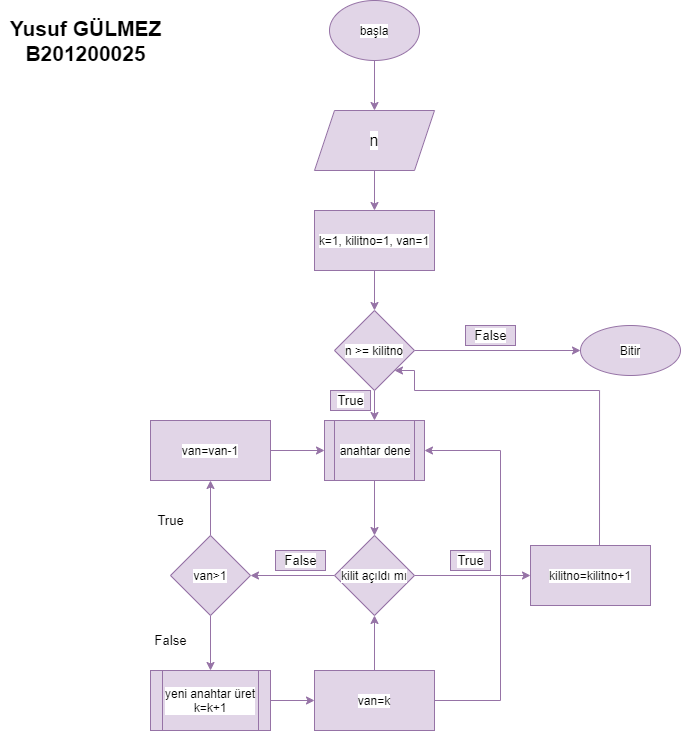 Yusuf GÜLMEZ
B201200025
başla
n
k=1, kilitno=1, van=1
n >= kilitno
False
Bitir
True
van=van-1
anahtar dene
True
van>1
False
kilit açıldı mı
True
kilitno=kilitno+1
False
yeni anahtar üret
k=k+1
van=k